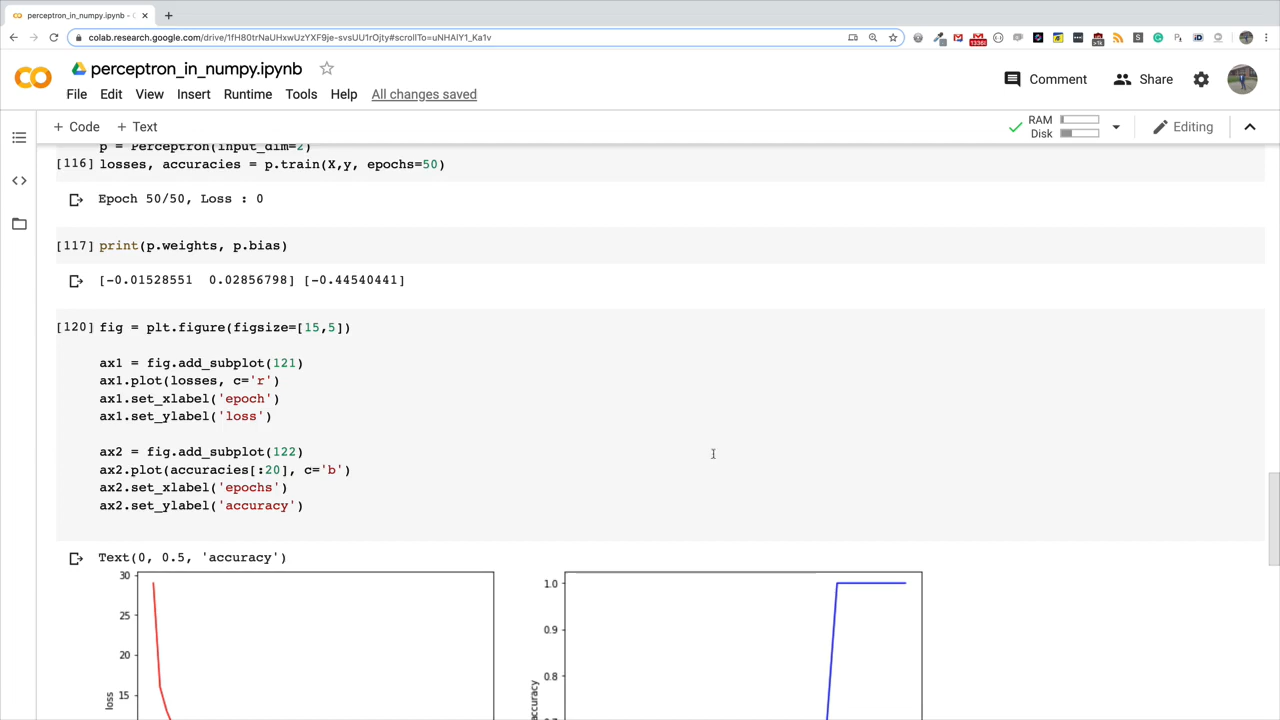 perceptron_in_numpy.ipynb - C
colab.research.google.com/drive/1fH80trNaUHxwUzYXF9je-svsUU1rOjty#scrollTo=uNHAlY1_Ka1v
perceptron_in_numpy.ipynb
Comment
Share
File Edit View Insert Runtime Tools Help All changes saved
+ Code + Text
RAM
Disk
Editing
p = Perceptron(input_dim=2)
[116] losses, accuracies = p.train(X,y, epochs=50)
Epoch 50/50, Loss : 0
[117] print(p.weights, p.bias)
[-0.01528551  0.02856798] [-0.44540441]
[120] fig = plt.figure(figsize=[15,5])
ax1 = fig.add_subplot(121)
ax1.plot(losses, c='r')
ax1.set_xlabel('epoch')
ax1.set_ylabel('loss')
ax2 = fig.add_subplot(122)
ax2.plot(accuracies[:20], c='b')
ax2.set_xlabel('epochs')
ax2.set_ylabel('accuracy')
Text(0, 0.5, 'accuracy')
30
25
20
15
loss
1.0
0.9
0.8
accuracy